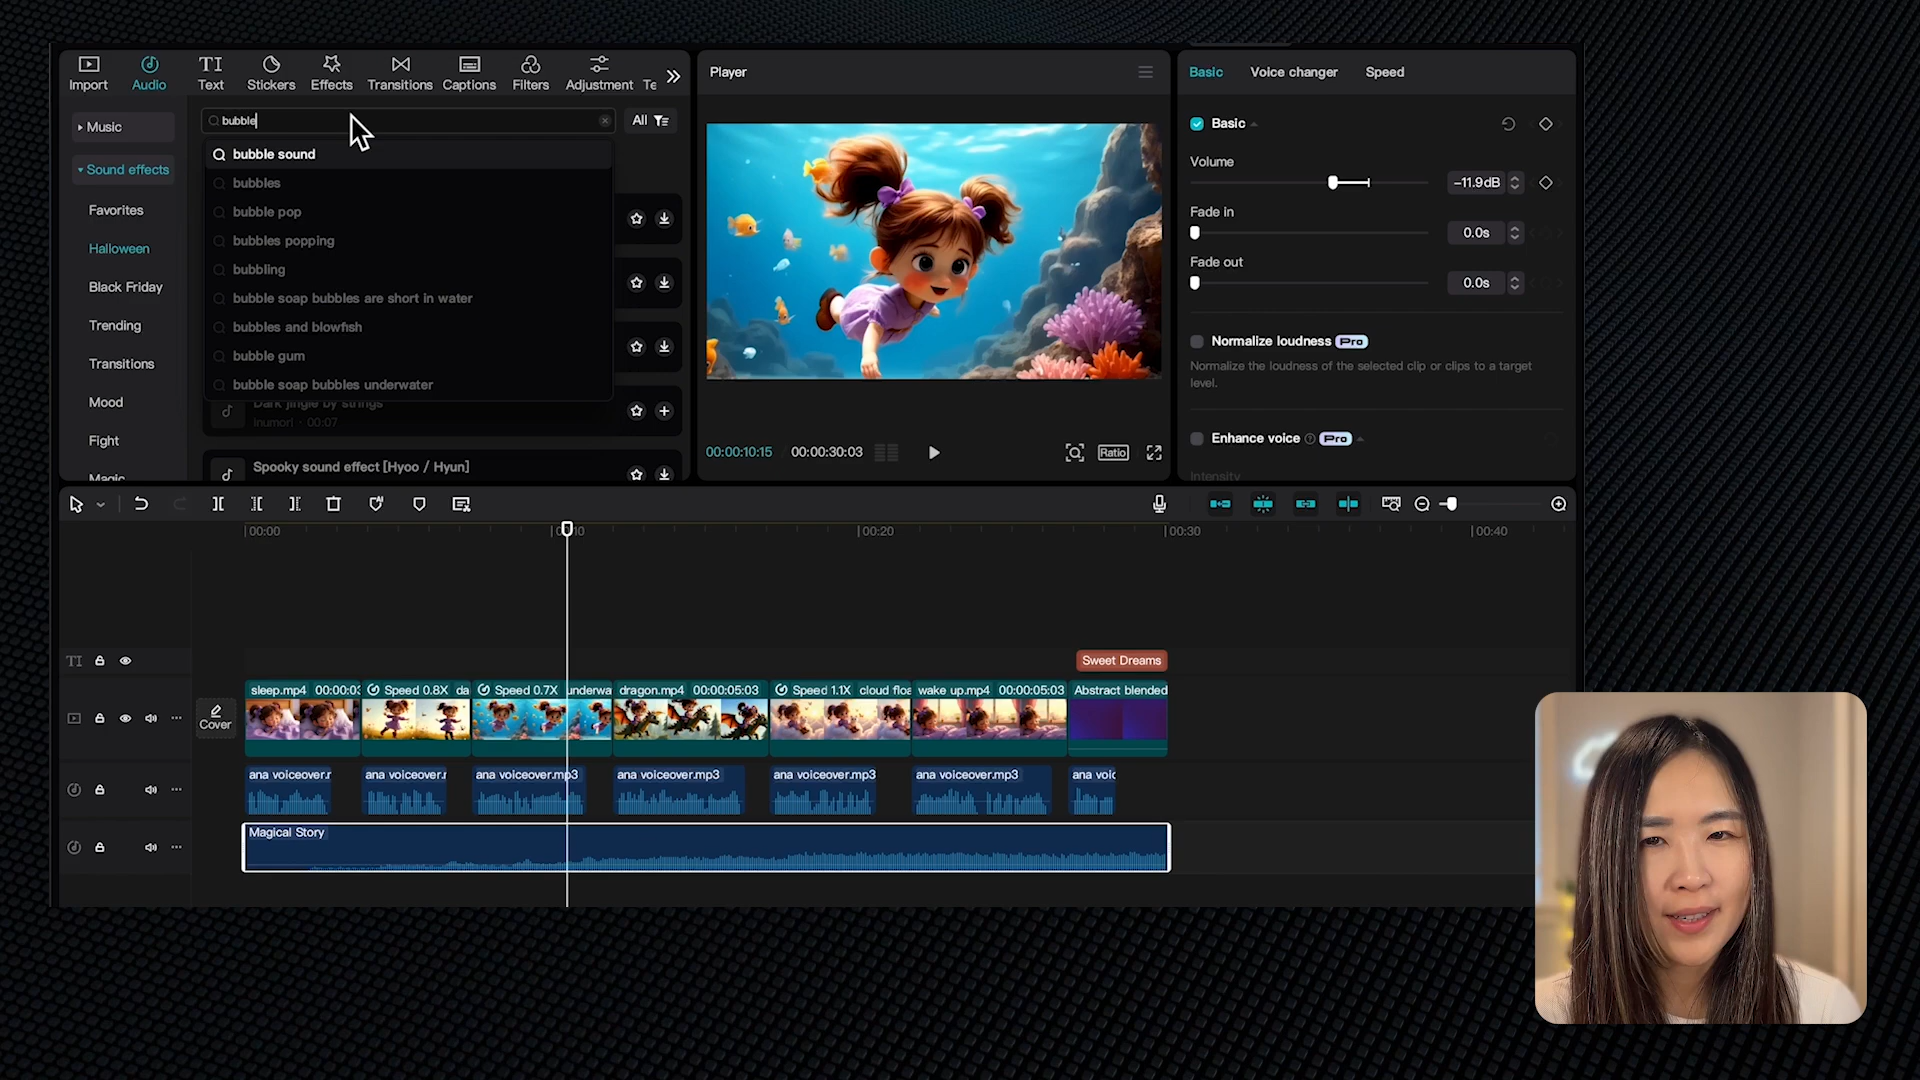 Import
Audio
Text
Stickers
Effects
Transitions
Captions
Filters
Adjustment
Te
Music
Sound effects
Favorites
Halloween
Black Friday
Trending
Transitions
Mood
Fight
Magic
bubble
All
bubble sound
bubbles
bubble pop
bubbles popping
bubbling
bubble soap bubbles are short in water
bubbles and blowfish
bubble gum
bubble soap bubbles underwater
Dark jingle by strings
Inumori · 00:07
Spooky sound effect [Hyoo / Hyun]
Player
00:00:10:15
00:00:30:03
Ratio
Basic
Voice changer
Speed
Basic
Volume
-11.9dB
Fade in
0.0s
Fade out
0.0s
Normalize loudness Pro
Normalize the loudness of the selected clip or clips to a target
level.
Enhance voice Pro
Intensity
00:00
00:20
00:30
00:40
TI
Sweet Dreams
Cover
sleep.mp4 00:00:03
Speed 0.8X da
Speed 0.7X underwa
dragon.mp4 00:00:05:03
Speed 1.1X cloud floa
wake up.mp4 00:00:05:03
Abstract blended
ana voiceover.r
ana voiceover.r
ana voiceover.mp3
ana voiceover.mp3
ana voiceover.mp3
ana voiceover.mp3
ana voic
Magical Story